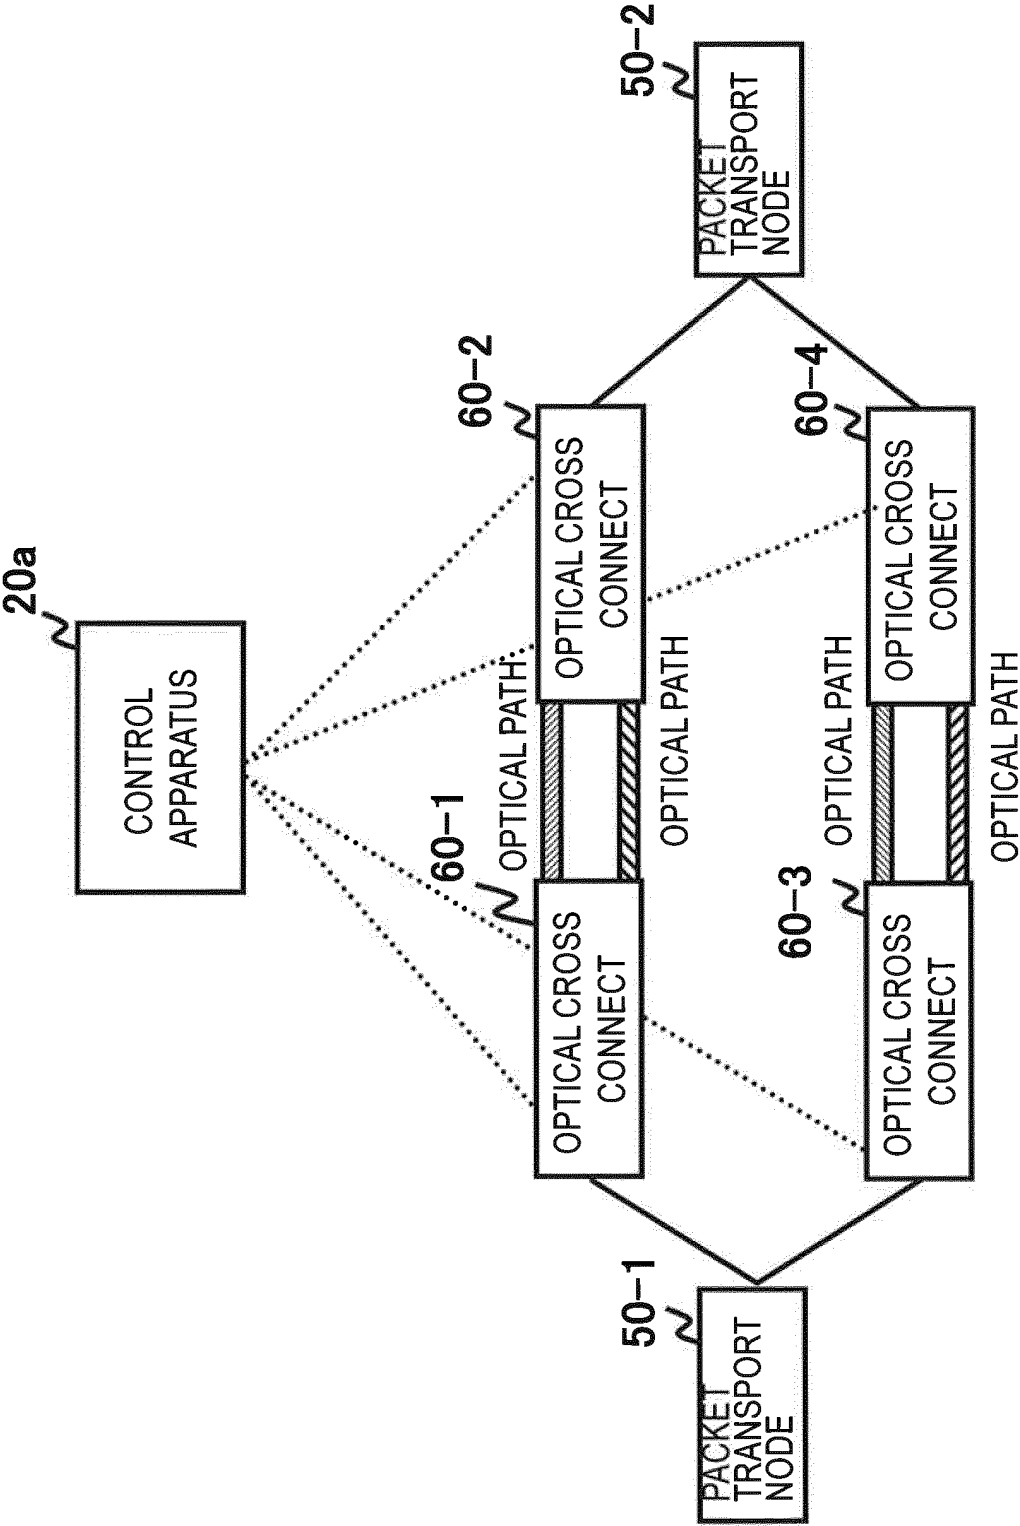 20a
CONTROL
APPARATUS
60-1
OPTICAL CROSS
CONNECT
OPTICAL PATH
OPTICAL PATH
60-2
OPTICAL CROSS
CONNECT
50-1
PACKET
TRANSPORT
NODE
50-2
PACKET
TRANSPORT
NODE
60-3
OPTICAL CROSS
CONNECT
OPTICAL PATH
OPTICAL PATH
60-4
OPTICAL CROSS
CONNECT